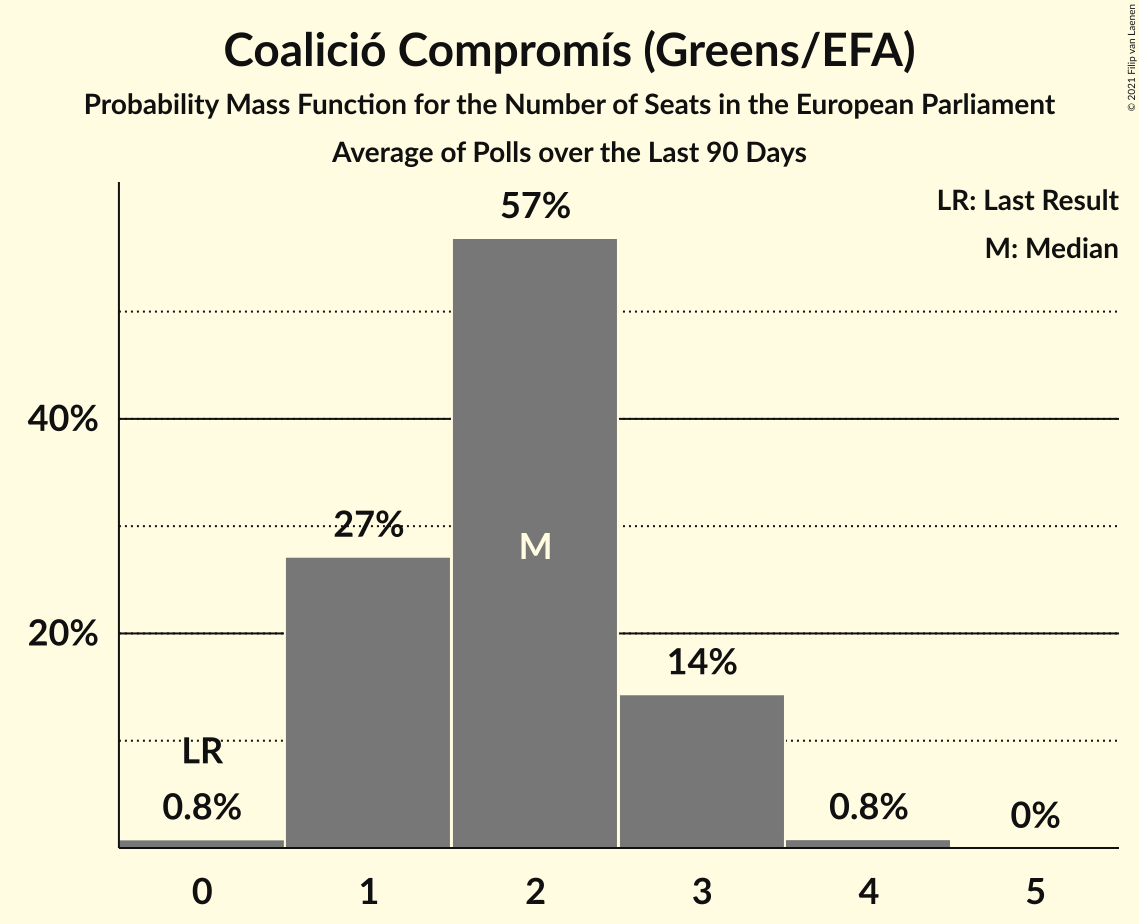 Coalició Compromís (Greens/EFA)
Probability Mass Function for the Number of Seats in the European Parliament
Average of Polls over the Last 90 Days
© 2021 Filip van Laenen
LR: Last Result
M: Median
57%
40%
27%
M
20%
14%
LR
0.8%
0.8%
0%
0 1 2 3 4 5